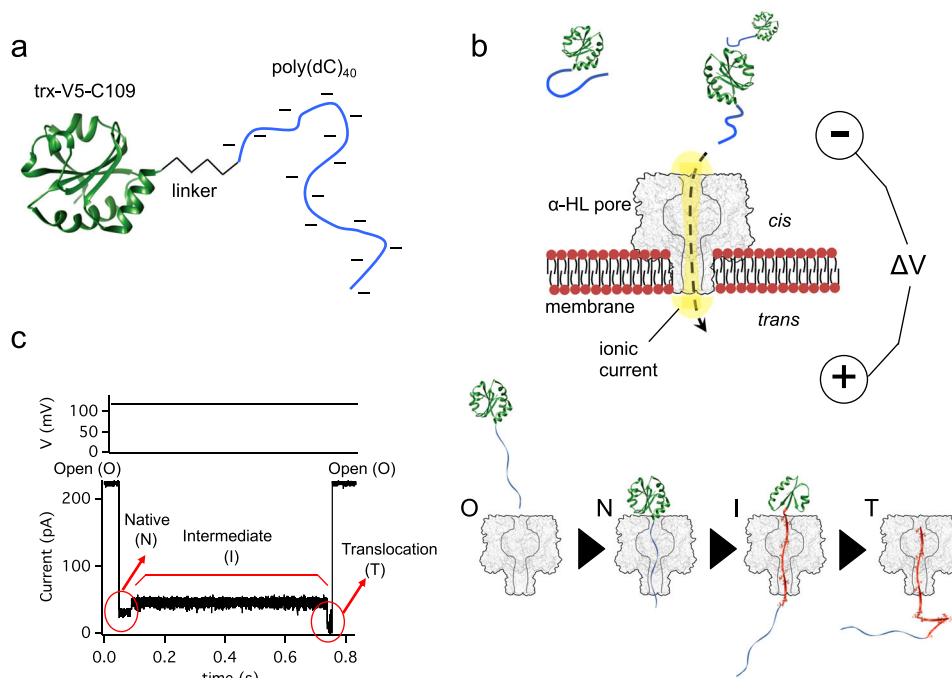 a
trx-V5-C109
poly(dC)40
linker
b
α-HL pore
cis
membrane
trans
ionic
current
ΔV
−
+
c
V (mV)
100
50
0
Open (O)
Open (O)
Current (pA)
200
100
50
0
Native
(N)
Intermediate
(I)
Translocation
(T)
0.0 0.2 0.4 0.6 0.8
time (s)
O
N
I
T